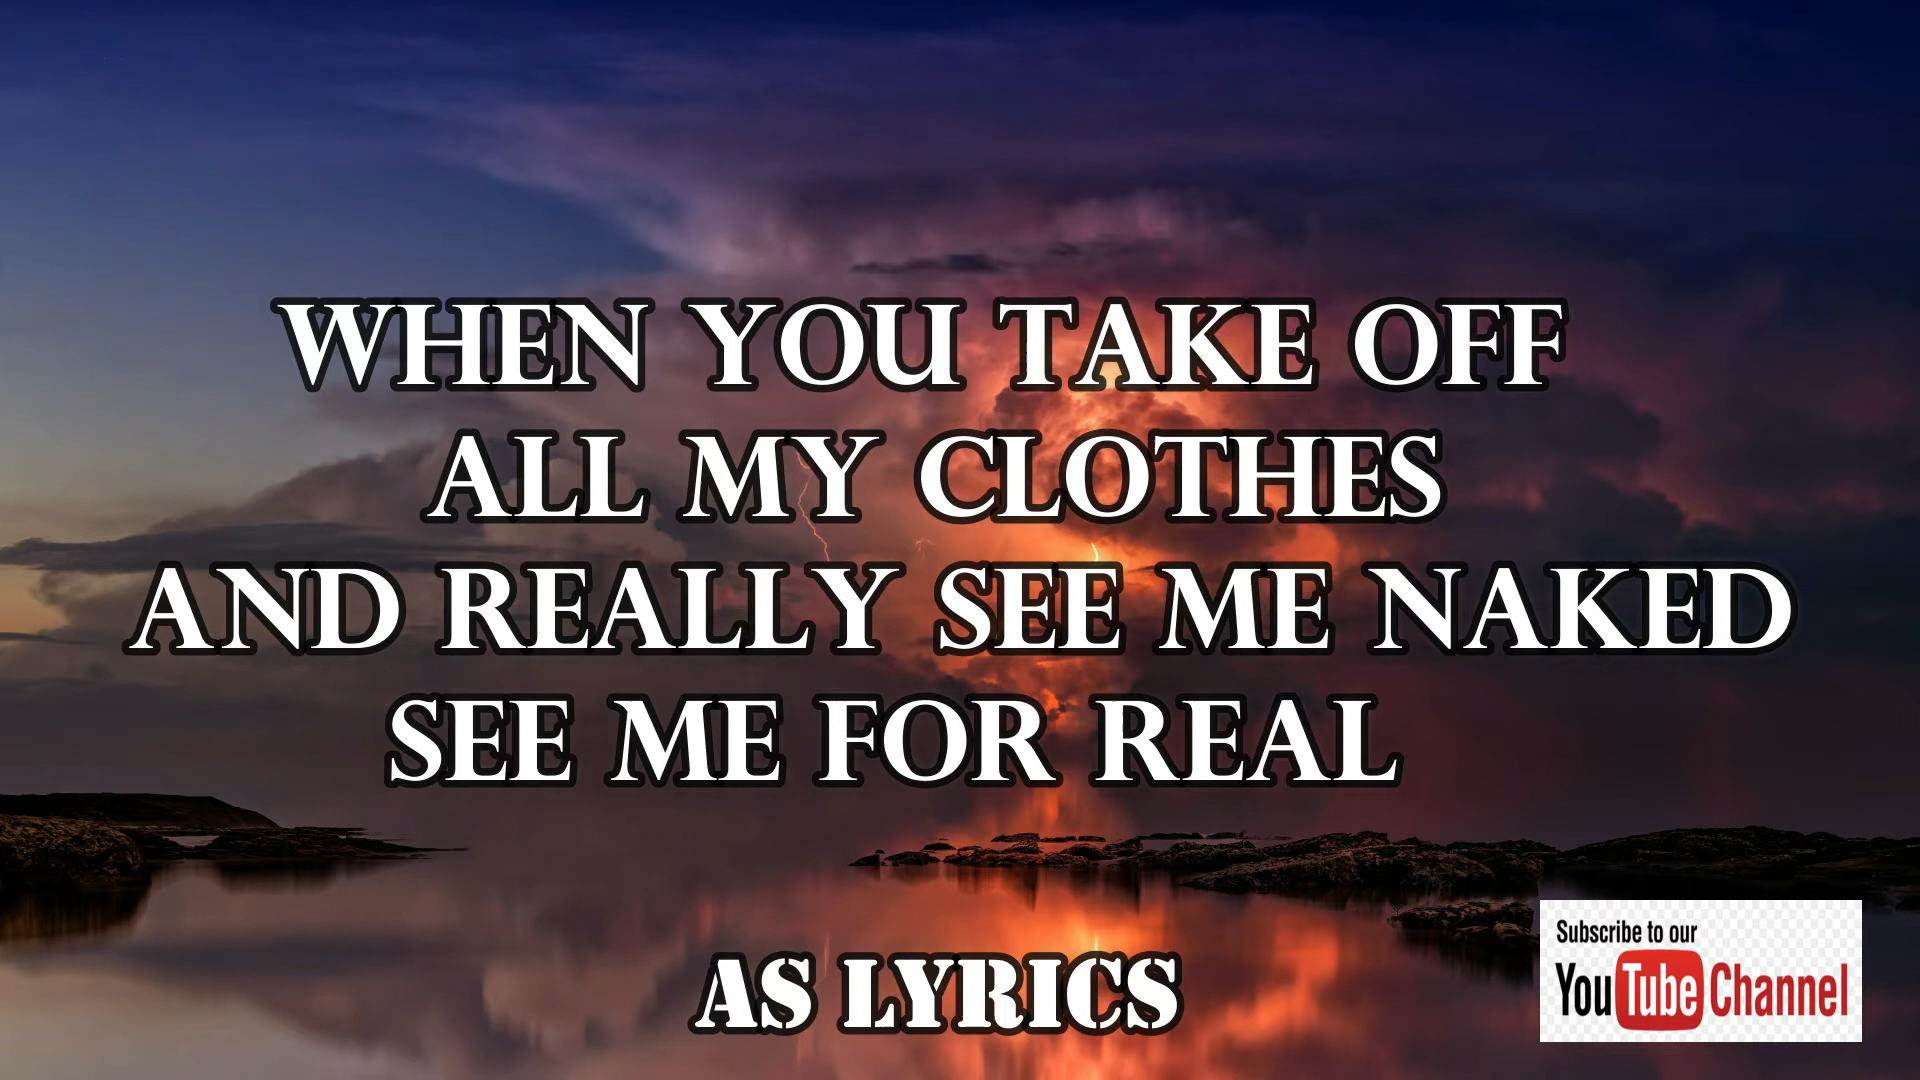 WHEN YOU TAKE OFF
ALL MY CLOTHES
AND REALLY SEE ME NAKED
SEE ME FOR REAL
AS LYRICS
Subscribe to our
YouTube Channel